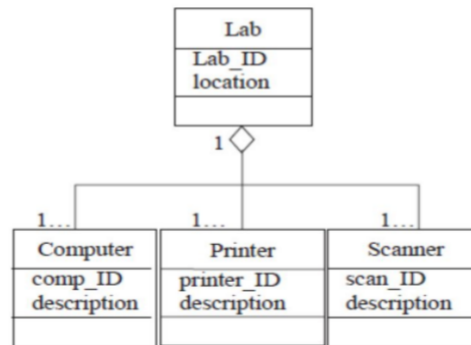 Lab
Lab_ID
location
1
1...
1...
1...
Computer
Printer
Scanner
comp_ID
printer_ID
scan_ID
description
description
description